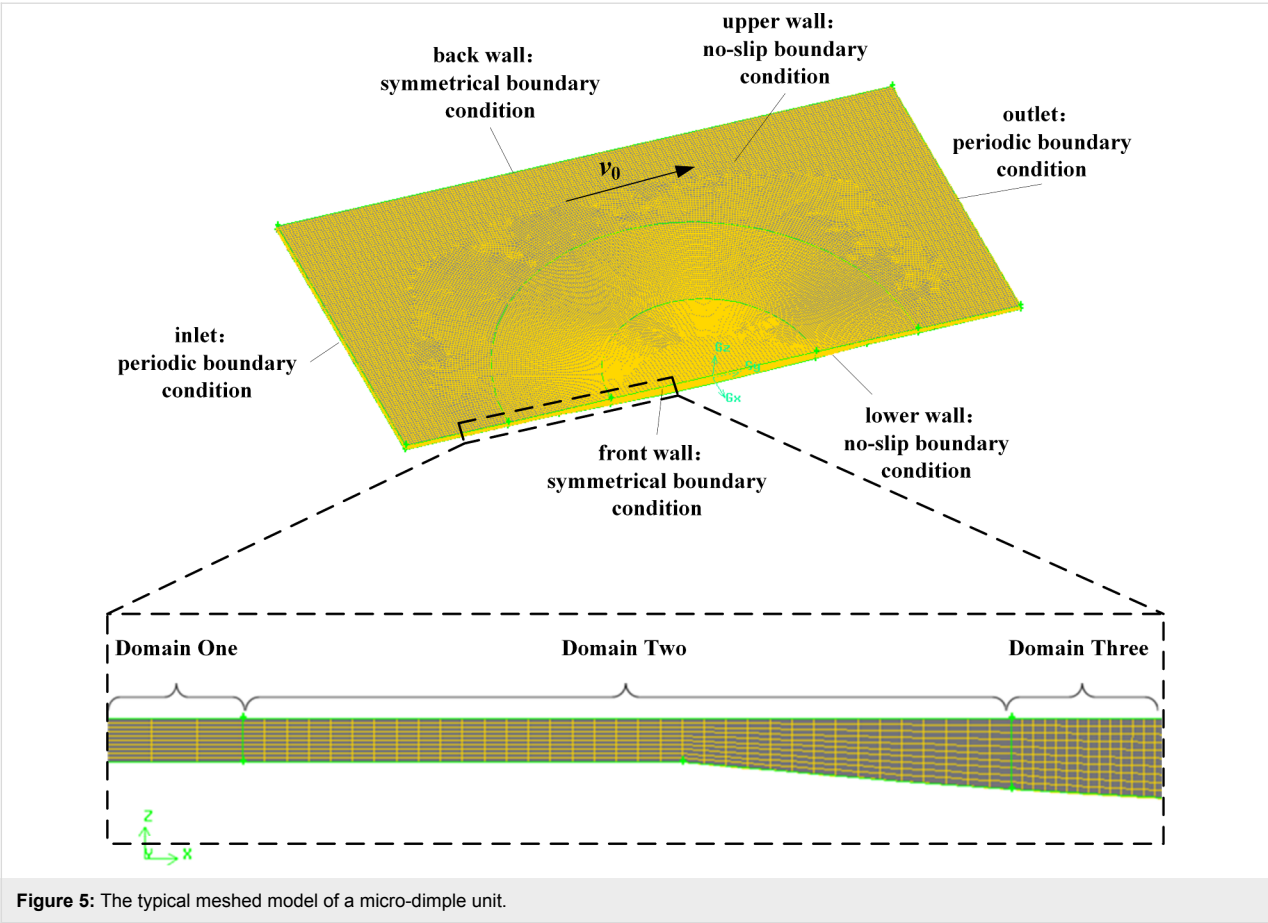 upper wall:
no-slip boundary
condition
back wall:
symmetrical boundary
condition
outlet:
periodic boundary
condition
v0
inlet:
periodic boundary
condition
Gz
Gx
lower wall:
no-slip boundary
condition
front wall:
symmetrical boundary
condition
Domain One
Domain Two
Domain Three
Z
X
Figure 5: The typical meshed model of a micro-dimple unit.